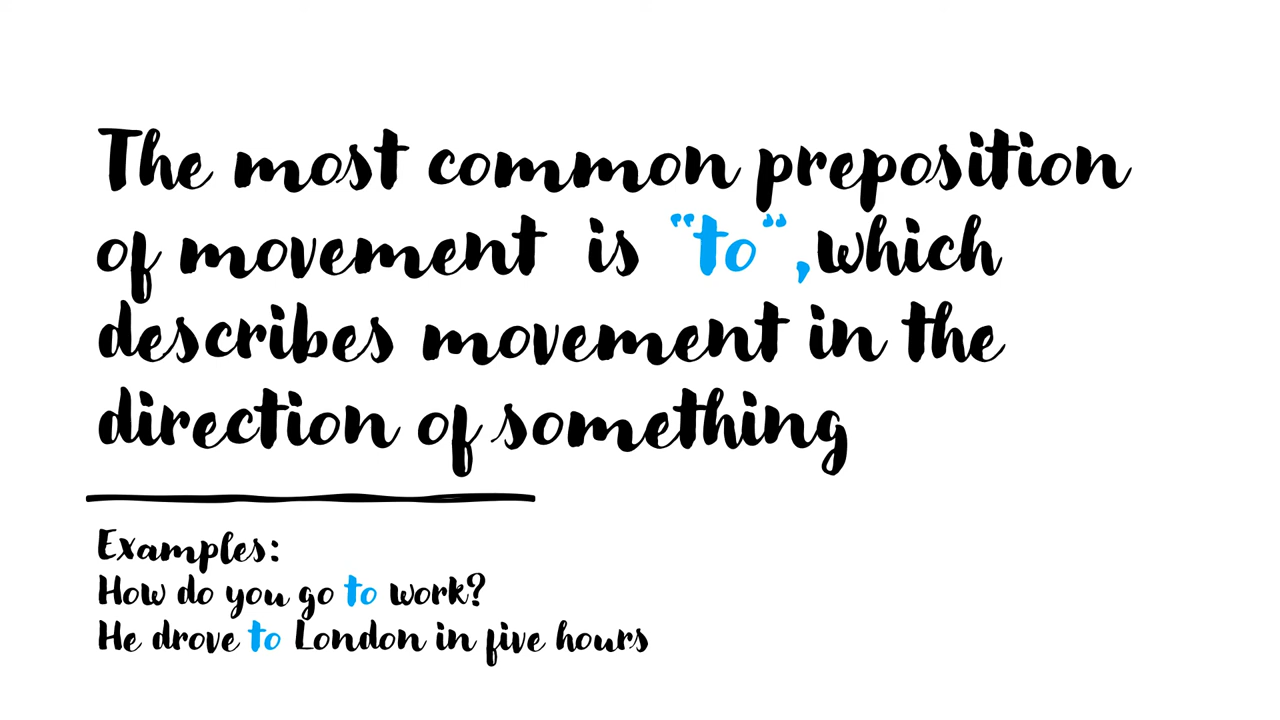 The most common preposition
of movement is “to“,which
describes movement in the
direction of something
Examples:
How do you go to work?
He drove to London in five hours